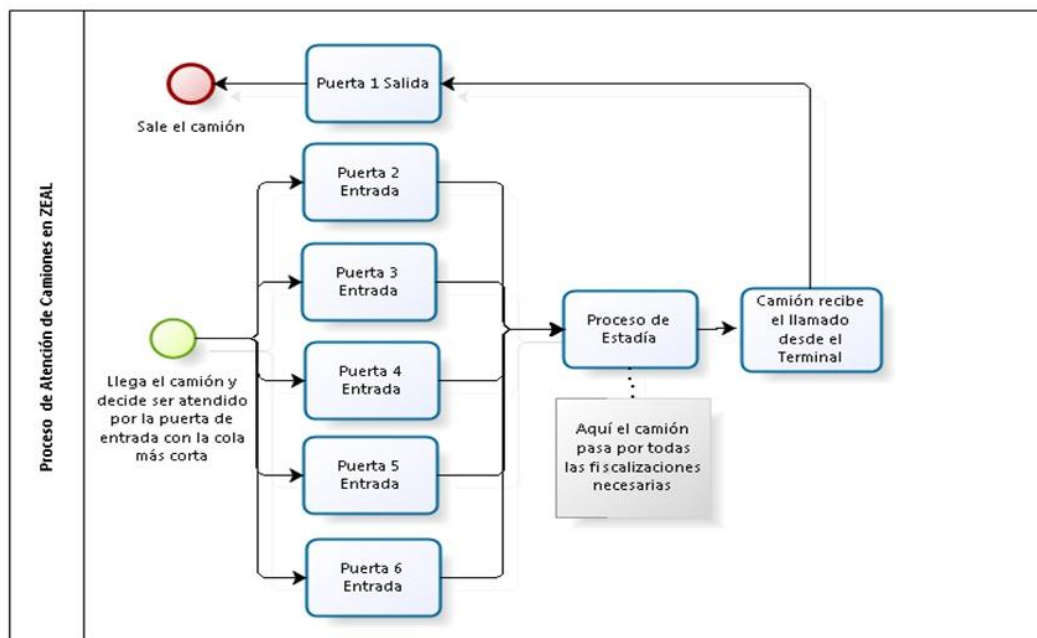 Proceso de Atención de Camiones en ZEAL
Puerta 1 Salida
Sale el camión
Puerta 2
Entrada
Puerta 3
Entrada
Llega el camión y
decide ser atendido
por la puerta de
entrada con la cola
más corta
Puerta 4
Entrada
Puerta 5
Entrada
Puerta 6
Entrada
Proceso de
Estadía
Aquí el camión
pasa por todas
las fiscalizaciones
necesarias
Camión recibe
el llamado
desde el
Terminal